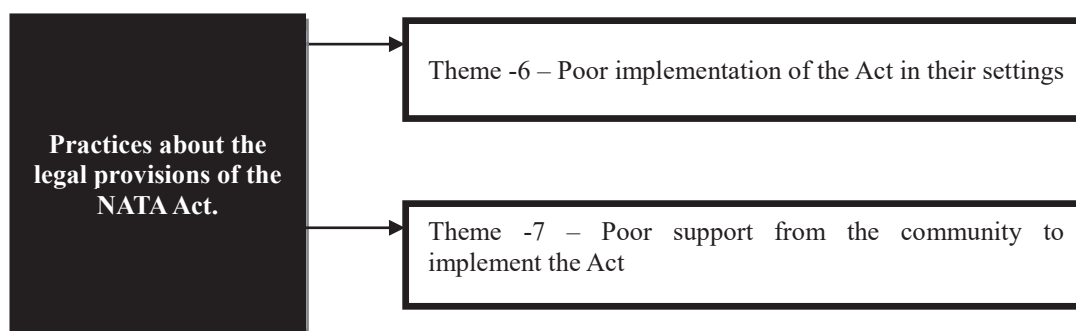 Practices about the
legal provisions of the
NATA Act.
Theme -6 – Poor implementation of the Act in their settings
Theme -7 – Poor support from the community to
implement the Act